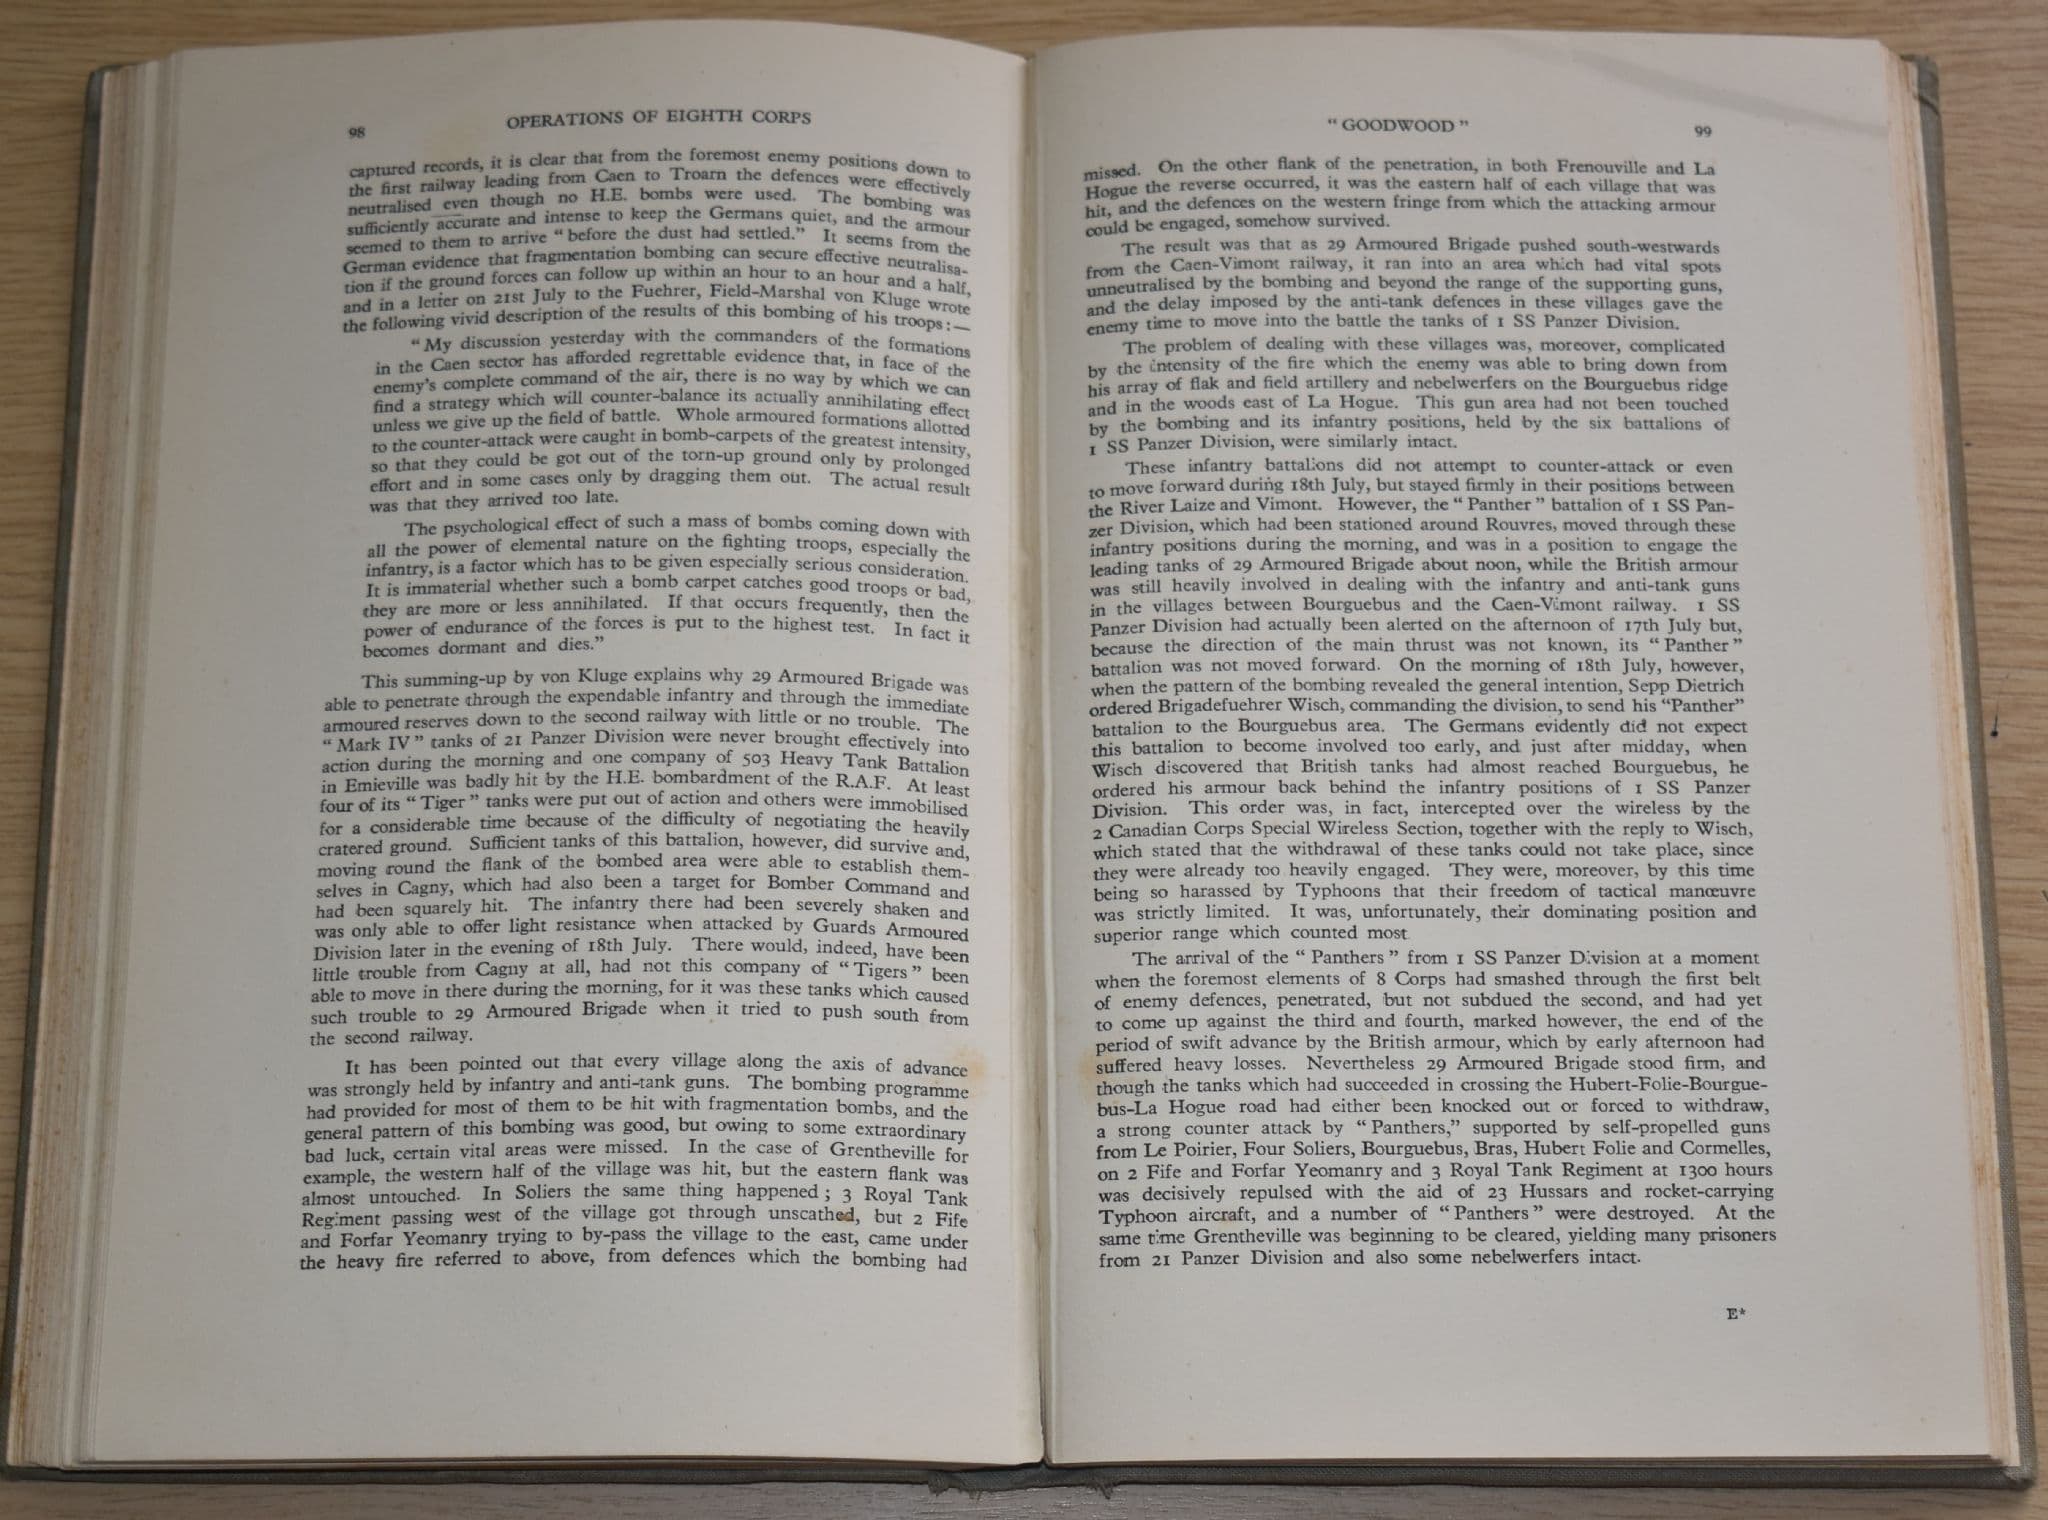 98
OPERATIONS OF EIGHTH CORPS
captured records, it is clear that from the foremost enemy positions down to
the first railway leading from Caen to Troarn the defences were effectively
neutralised even though no H.E. bombs were used. The bombing was
sufficiently accurate and intense to keep the Germans quiet, and the armour
seemed to them to arrive "before the dust had settled." It seems from the
German evidence that fragmentation bombing can secure effective neutralisa-
tion if the ground forces can follow up within an hour to an hour and a half,
and in a letter on 21st July to the Fuehrer, Field-Marshal von Kluge wrote
the following vivid description of the results of this bombing of his troops:—
"My discussion yesterday with the commanders of the formations
in the Caen sector has afforded regrettable evidence that, in face of the
enemy's complete command of the air, there is no way by which we can
find a strategy which will counter-balance its actually annihilating effect
unless we give up the field of battle. Whole armoured formations allotted
to the counter-attack were caught in bomb-carpets of the greatest intensity,
so that they could be got out of the torn-up ground only by prolonged
effort and in some cases only by dragging them out. The actual result
was that they arrived too late.
The psychological effect of such a mass of bombs coming down with
all the power of elemental nature on the fighting troops, especially the
infantry, is a factor which has to be given especially serious consideration.
It is immaterial whether such a bomb carpet catches good troops or bad,
they are more or less annihilated. If that occurs frequently, then the
power of endurance of the forces is put to the highest test. In fact it
becomes dormant and dies."
This summing-up by von Kluge explains why 29 Armoured Brigade was
able to penetrate through the expendable infantry and through the immediate
armoured reserves down to the second railway with little or no trouble. The
"Mark IV" tanks of 21 Panzer Division were never brought effectively into
action during the morning and one company of 503 Heavy Tank Battalion
in Emieville was badly hit by the H.E. bombardment of the R.A.F. At least
four of its "Tiger" tanks were put out of action and others were immobilised
for a considerable time because of the difficulty of negotiating the heavily
cratered ground. Sufficient tanks of this battalion, however, did survive and,
moving round the flank of the bombed area were able to establish them-
selves in Cagny, which had also been a target for Bomber Command and
had been squarely hit. The infantry there had been severely shaken and
was only able to offer light resistance when attacked by Guards Armoured
Division later in the evening of 18th July. There would, indeed, have been
little trouble from Cagny at all, had not this company of "Tigers" been
able to move in there during the morning, for it was these tanks which caused
such trouble to 29 Armoured Brigade when it tried to push south from
the second railway.
It has been pointed out that every village along the axis of advance
was strongly held by infantry and anti-tank guns. The bombing programme
had provided for most of them to be hit with fragmentation bombs, and the
general pattern of this bombing was good, but owing to some extraordinary
bad luck, certain vital areas were missed. In the case of Grentheville for
example, the western half of the village was hit, but the eastern flank was
almost untouched. In Soliers the same thing happened; 3 Royal Tank
Regiment passing west of the village got through unscathed, but 2 Fife
and Forfar Yeomanry trying to by-pass the village to the east, came under
the heavy fire referred to above, from defences which the bombing had
"GOODWOOD"
99
missed. On the other flank of the penetration, in both Frenouville and La
Hogue the reverse occurred, it was the eastern half of each village that was
hit, and the defences on the western fringe from which the attacking armour
could be engaged, somehow survived.
The result was that as 29 Armoured Brigade pushed south-westwards
from the Caen-Vimont railway, it ran into an area which had vital spots
unneutralised by the bombing and beyond the range of the supporting guns,
and the delay imposed by the anti-tank defences in these villages gave the
enemy time to move into the battle the tanks of 1 SS Panzer Division.
The problem of dealing with these villages was, moreover, complicated
by the intensity of the fire which the enemy was able to bring down from
his array of flak and field artillery and nebelwerfers on the Bourguebus ridge
and in the woods east of La Hogue. This gun area had not been touched
by the bombing and its infantry positions, held by the six battalions of
1 SS Panzer Division, were similarly intact.
These infantry battalions did not attempt to counter-attack or even
to move forward during 18th July, but stayed firmly in their positions between
the River Laize and Vimont. However, the "Panther" battalion of 1 SS Pan-
zer Division, which had been stationed around Rouvres, moved through these
infantry positions during the morning, and was in a position to engage the
leading tanks of 29 Armoured Brigade about noon, while the British armour
was still heavily involved in dealing with the infantry and anti-tank guns
in the villages between Bourguebus and the Caen-Vimont railway. 1 SS
Panzer Division had actually been alerted on the afternoon of 17th July but,
because the direction of the main thrust was not known, its "Panther"
battalion was not moved forward. On the morning of 18th July, however,
when the pattern of the bombing revealed the general intention, Sepp Dietrich
ordered Brigadefuehrer Wisch, commanding the division, to send his "Panther"
battalion to the Bourguebus area. The Germans evidently did not expect
this battalion to become involved too early, and just after midday, when
Wisch discovered that British tanks had almost reached Bourguebus, he
ordered his armour back behind the infantry positions of 1 SS Panzer
Division. This order was, in fact, intercepted over the wireless by the
2 Canadian Corps Special Wireless Section, together with the reply to Wisch,
which stated that the withdrawal of these tanks could not take place, since
they were already too heavily engaged. They were, moreover, by this time
being so harassed by Typhoons that their freedom of tactical manœuvre
was strictly limited. It was, unfortunately, their dominating position and
superior range which counted most.
The arrival of the "Panthers" from 1 SS Panzer Division at a moment
when the foremost elements of 8 Corps had smashed through the first belt
of enemy defences, penetrated, but not subdued the second, and had yet
to come up against the third and fourth, marked however, the end of the
period of swift advance by the British armour, which by early afternoon had
suffered heavy losses. Nevertheless 29 Armoured Brigade stood firm, and
though the tanks which had succeeded in crossing the Hubert-Folie-Bourgue-
bus-La Hogue road had either been knocked out or forced to withdraw,
a strong counter attack by "Panthers," supported by self-propelled guns
from Le Poirier, Four Soliers, Bourguebus, Bras, Hubert Folie and Cormelles,
on 2 Fife and Forfar Yeomanry and 3 Royal Tank Regiment at 1300 hours
was decisively repulsed with the aid of 23 Hussars and rocket-carrying
Typhoon aircraft, and a number of "Panthers" were destroyed. At the
same time Grentheville was beginning to be cleared, yielding many prisoners
from 21 Panzer Division and also some nebelwerfers intact.
E*